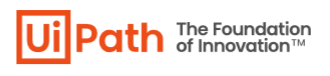 UiPath
The Foundation
of Innovation™